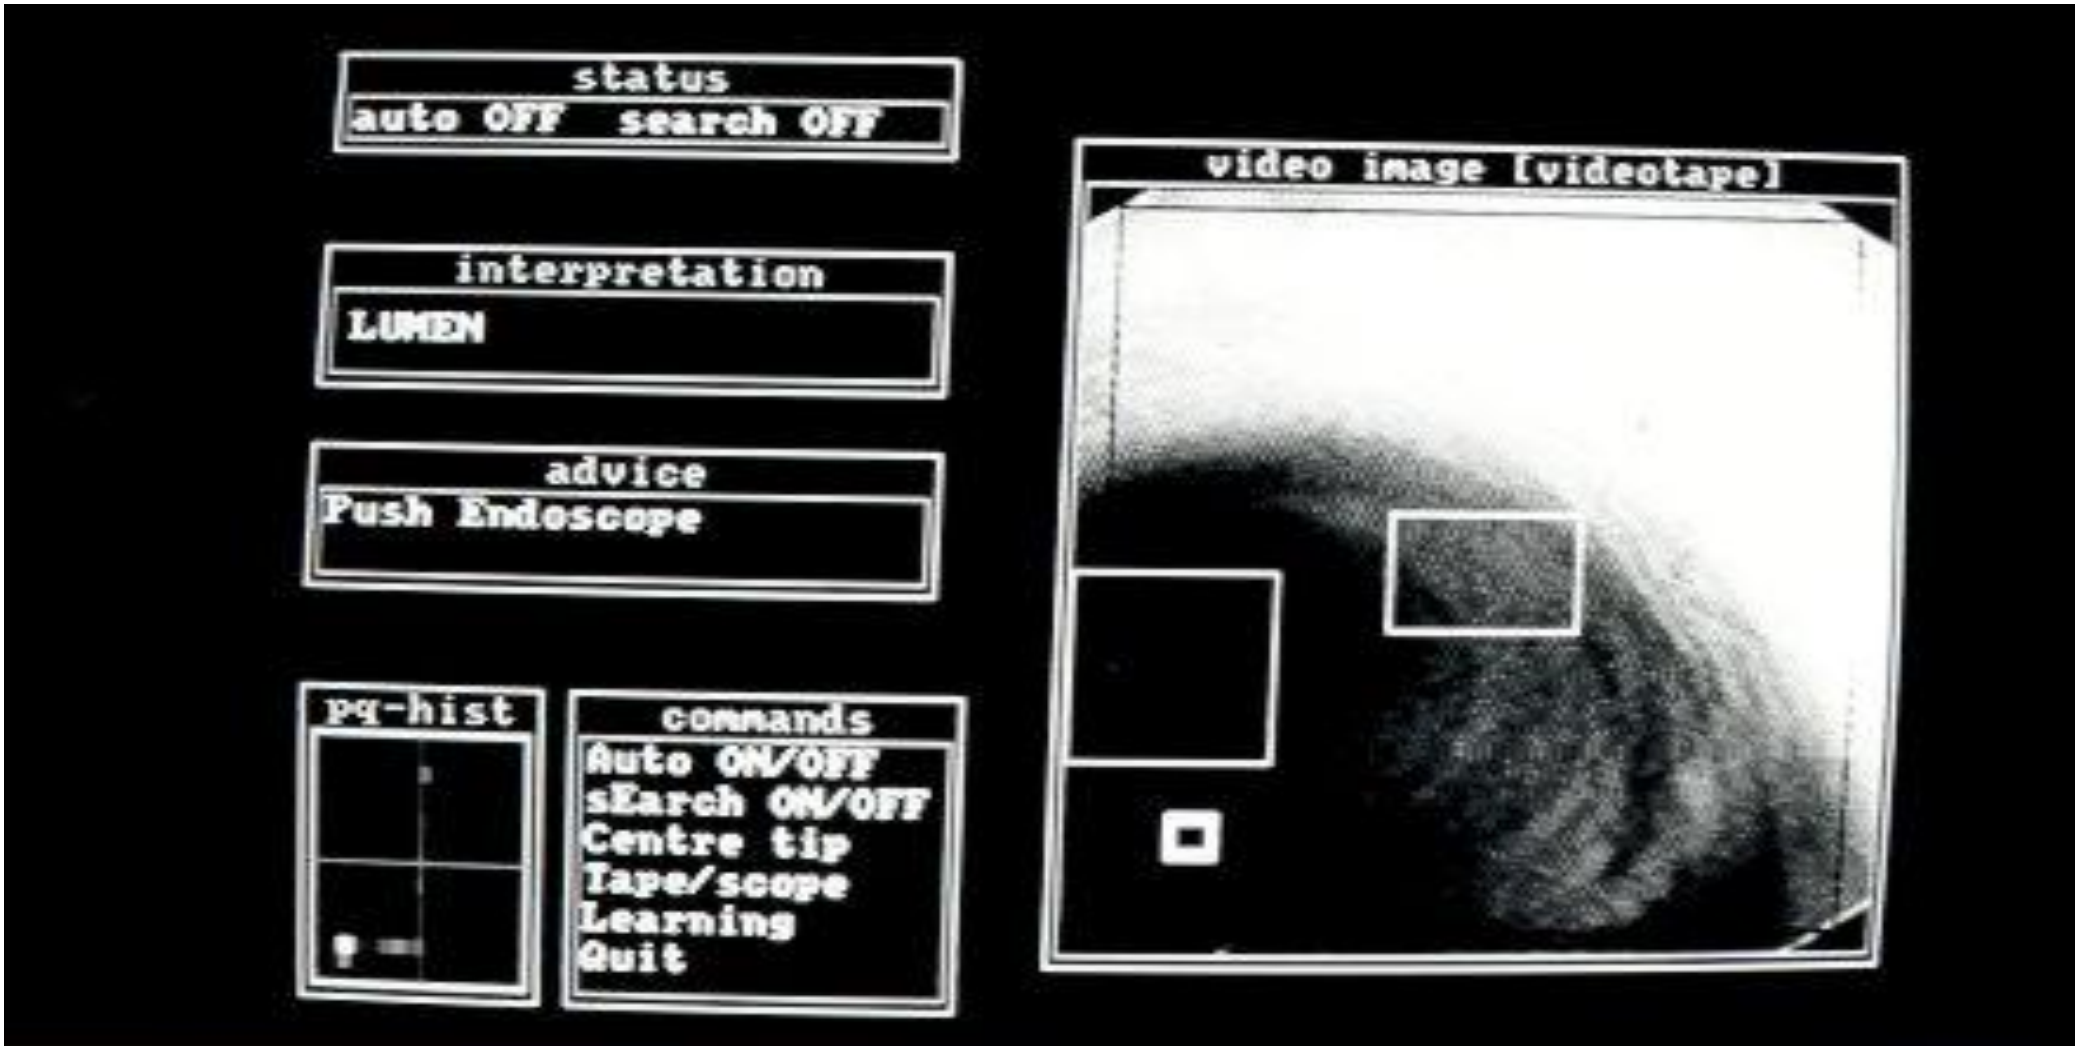 status
auto OFF search OFF
interpretation
LUMEN
advice
Push Endoscope
pq-hist
commands
Auto ON/OFF
sEarch ON/OFF
Centre tip
Tape/scope
Learning
Quit
video image [videotape]